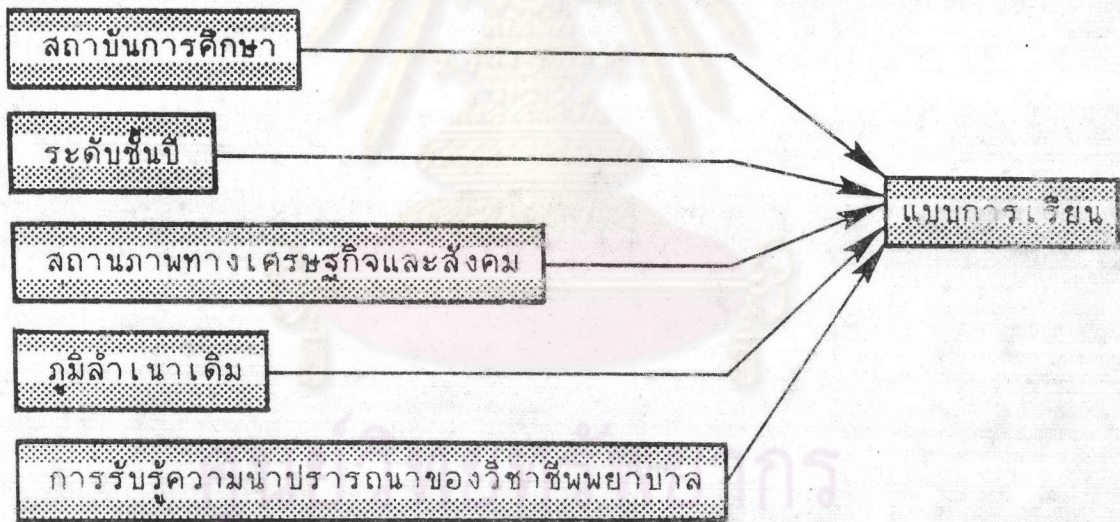 สถาบันการศึกษา
ระดับชั้นปี
แบบการเรียน
สถานภาพทางเศรษฐกิจและสังคม
ภูมิลำเนาเดิม
การรับรู้ความน่าปรารถนาของวิชาชีพพยาบาล